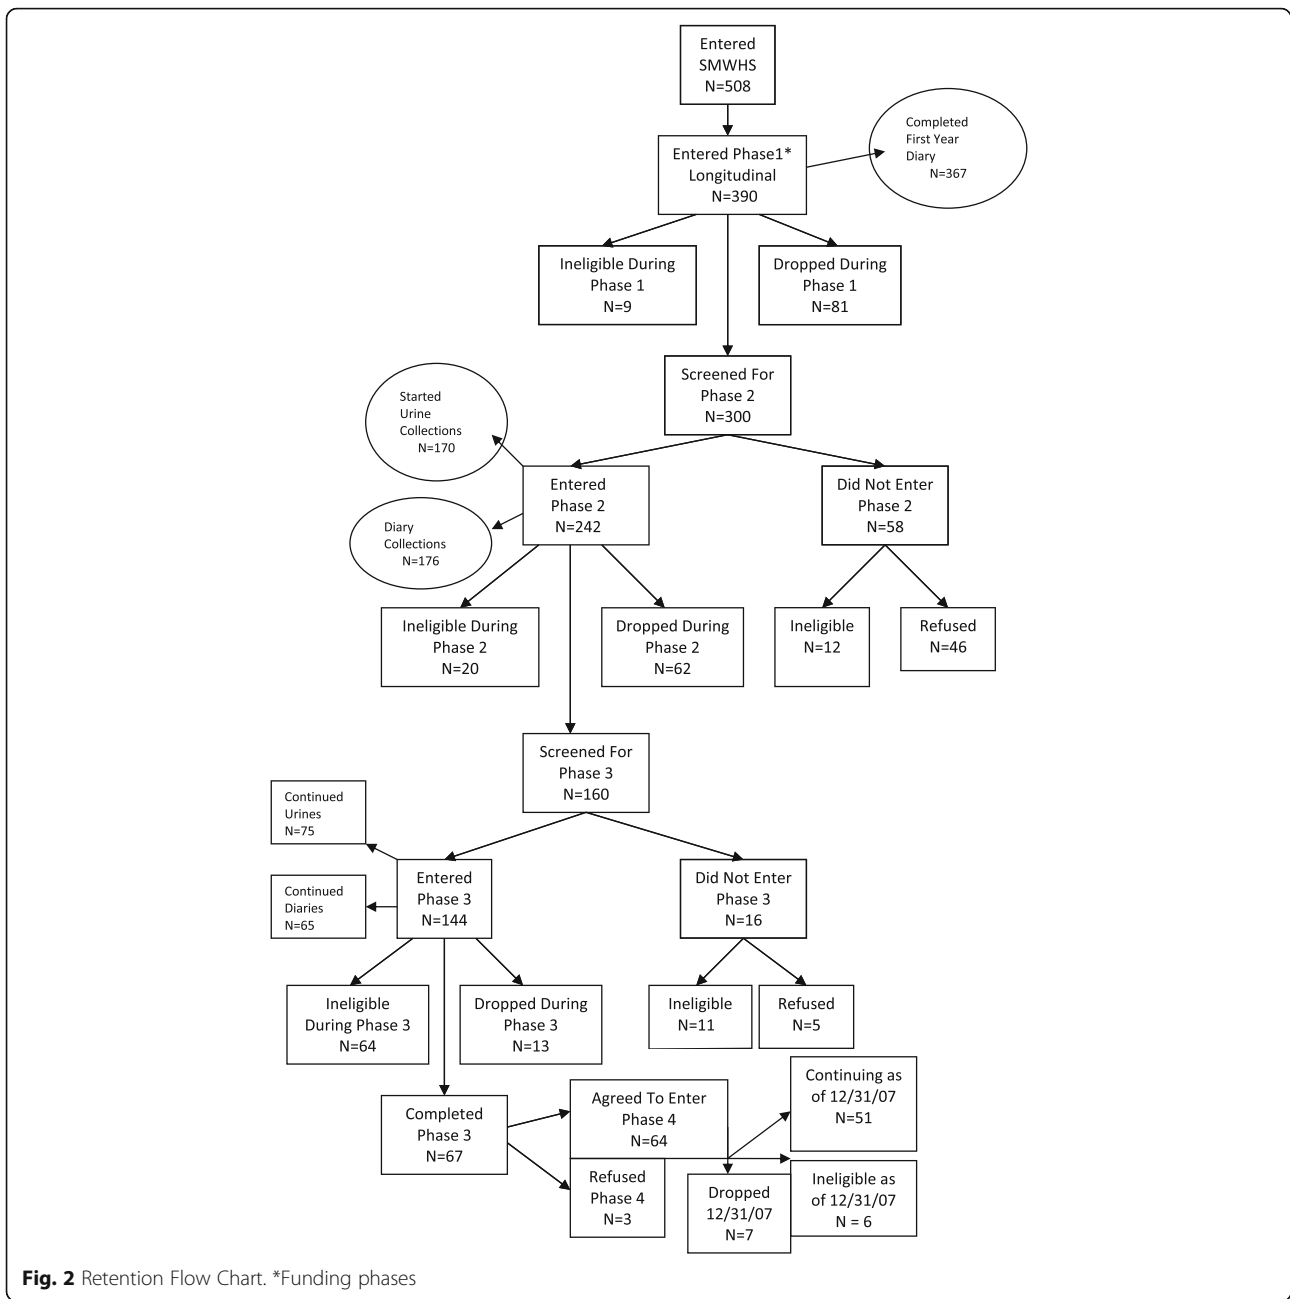 Entered
SMWHS
N=508
Entered Phase1*
Longitudinal
N=390
Completed
First Year
Diary
N=367
Ineligible During
Phase 1
N=9
Dropped During
Phase 1
N=81
Screened For
Phase 2
N=300
Started
Urine
Collections
N=170
Entered
Phase 2
N=242
Did Not Enter
Phase 2
N=58
Diary
Collections
N=176
Ineligible During
Phase 2
N=20
Dropped During
Phase 2
N=62
Ineligible
N=12
Refused
N=46
Screened For
Phase 3
N=160
Continued
Urines
N=75
Entered
Phase 3
N=144
Did Not Enter
Phase 3
N=16
Continued
Diaries
N=65
Ineligible
During Phase 3
N=64
Dropped During
Phase 3
N=13
Ineligible
N=11
Refused
N=5
Completed
Phase 3
N=67
Agreed To Enter
Phase 4
N=64
Continuing as
of 12/31/07
N=51
Refused
Phase 4
N=3
Dropped
12/31/07
N=7
Ineligible as
of 12/31/07
N = 6
Fig. 2 Retention Flow Chart. *Funding phases